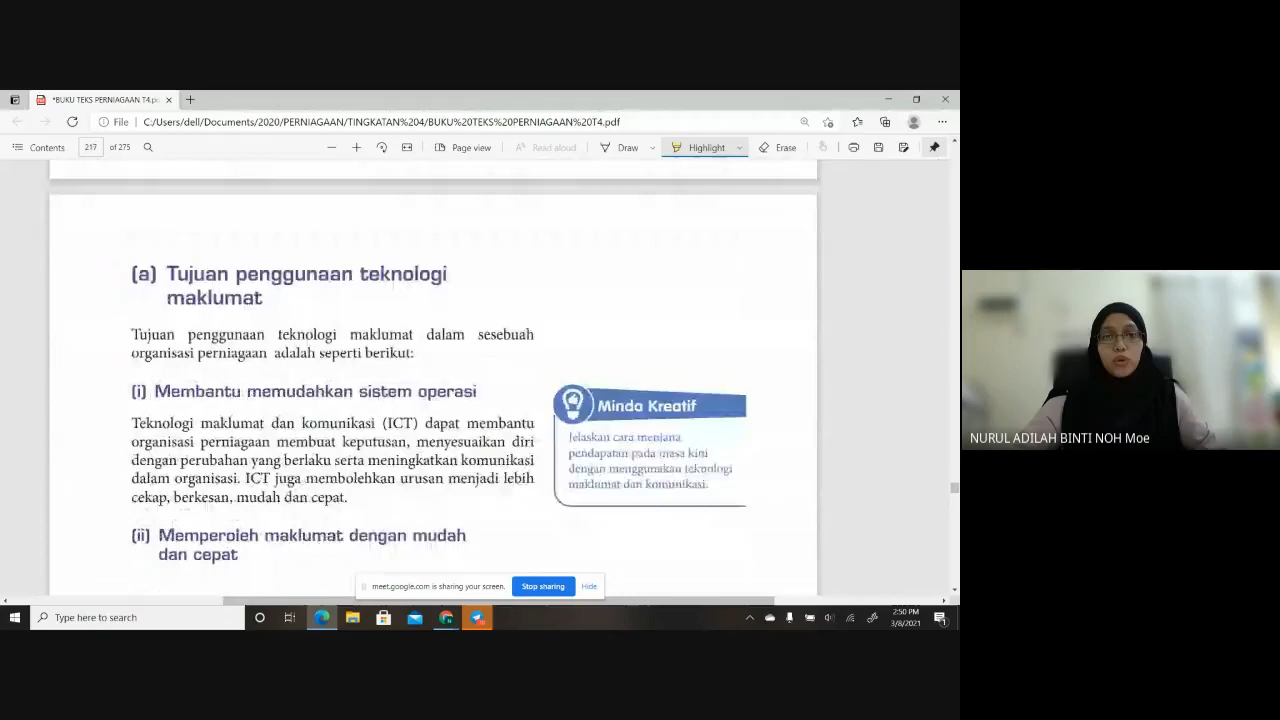 *BUKU TEKS PERNIAGAAN T4.pd
File
C:/Users/dell/Documents/2020/PERNIAGAAN/TINGKATAN%204/BUKU%20TEKS%20PERNIAGAAN%20T4.pdf
Contents
217
of 275
Page view
Read aloud
Draw
Highlight
Erase
(a) Tujuan penggunaan teknologi
maklumat
Tujuan penggunaan teknologi maklumat dalam sesebuah
organisasi perniagaan adalah seperti berikut:
(i) Membantu memudahkan sistem operasi
Teknologi maklumat dan komunikasi (ICT) dapat membantu
organisasi perniagaan membuat keputusan, menyesuaikan diri
dengan perubahan yang berlaku serta meningkatkan komunikasi
dalam organisasi. ICT juga membolehkan urusan menjadi lebih
cekap, berkesan, mudah dan cepat.
(ii) Memperoleh maklumat dengan mudah
dan cepat
Minda Kreatif
Jelaskan cara menjana
pendapatan pada masa kini
dengan menggunakan teknologi
maklumat dan komunikasi.
meet.google.com is sharing your screen.
Stop sharing
Hide
Type here to search
2:50 PM
3/8/2021
NURUL ADILAH BINTI NOH Moe